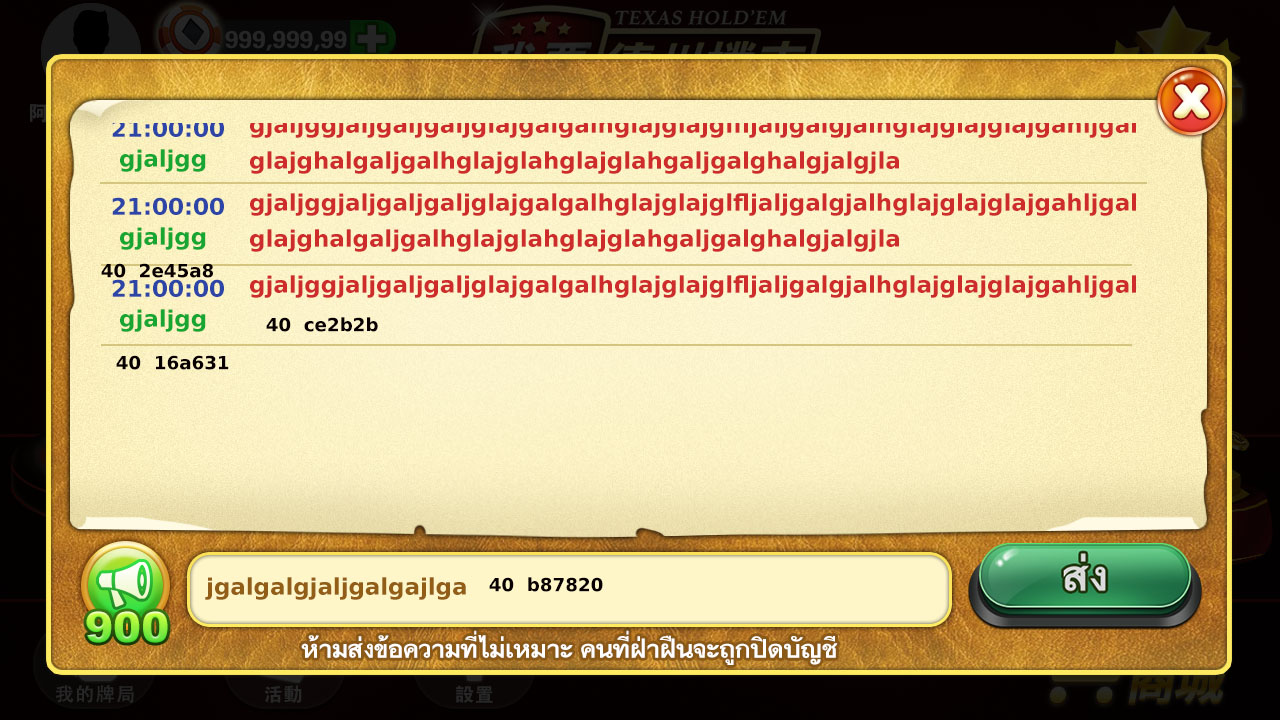 999,999,99
TEXAS HOLD'EM
21:00:00
gjaljgg
glajghalgaljgalhglajglahglajglahgaljgalghalgjalgjla
21:00:00 gjaljggjaljgaljgaljglajgalgalhglajglajglfljaljgalgjalhglajglajglajgahljgal
gjaljgg glajghalgaljgalhglajglahglajglahgaljgalghalgjalgjla
40 2e45a8
21:00:00 gjaljggjaljgaljgaljglajgalgalhglajglajglfljaljgalgjalhglajglajglajgahljgal
gjaljgg 40 ce2b2b
40 16a631
900
jgalgalgjaljgalgajlga 40 b87820
ส่ง
ห้ามส่งข้อความที่ไม่เหมาะ คนที่ฝ่าฝืนจะถูกปิดบัญชี
我的牌局 活動 設置 商城